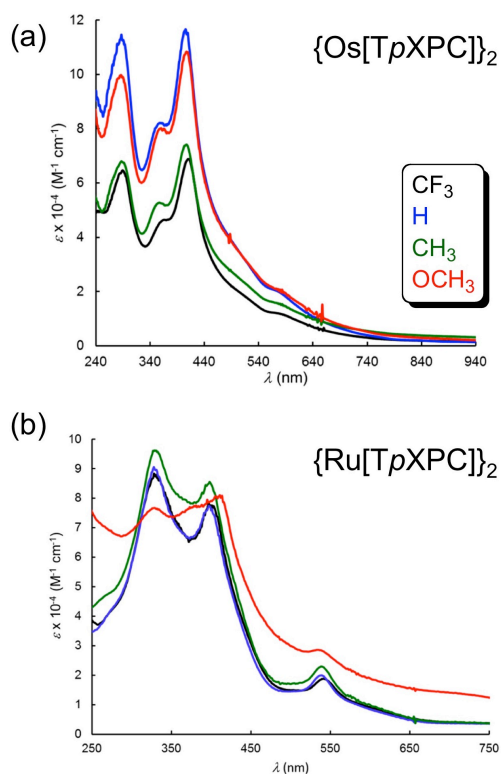 (a)
{Os[TpXPC]}₂
12
10
8
6
4
2
0
ε x 10⁻⁴ (M⁻¹ cm⁻¹)
CF₃
H
CH₃
OCH₃
240 340 440 540 640 740 840 940
λ (nm)
(b)
{Ru[TpXPC]}₂
10
9
8
7
6
5
4
3
2
1
0
ε x 10⁻⁴ (M⁻¹ cm⁻¹)
250 350 450 550 650 750
λ (nm)